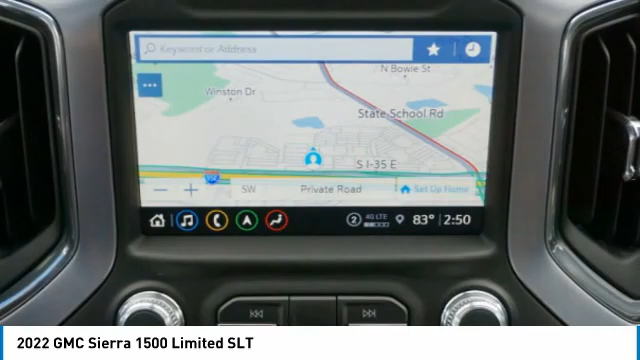 Keyword or Address
N Bowie St
Winston Dr
State School Rd
S I-35 E
SW
Private Road
Set Up Home
2
4G LTE
83°
2:50
2022 GMC Sierra 1500 Limited SLT